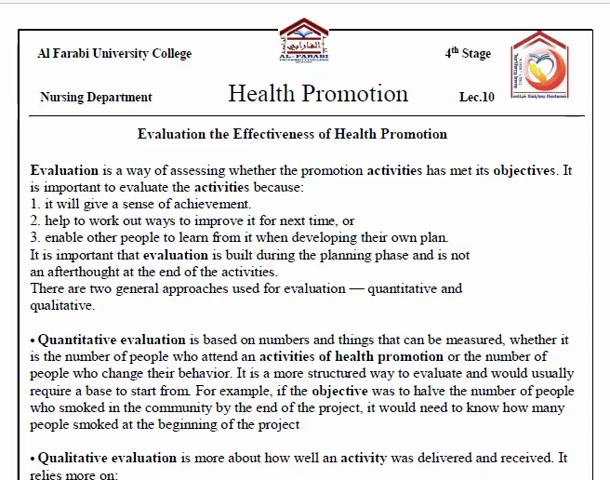 Al Farabi University College
4th Stage
الفارابي
AL-FARABI
Nursing Department
Health Promotion
Lec.10
Evaluation the Effectiveness of Health Promotion
Evaluation is a way of assessing whether the promotion activities has met its objectives. It
is important to evaluate the activities because:
1. it will give a sense of achievement.
2. help to work out ways to improve it for next time, or
3. enable other people to learn from it when developing their own plan.
It is important that evaluation is built during the planning phase and is not
an afterthought at the end of the activities.
There are two general approaches used for evaluation — quantitative and
qualitative.
• Quantitative evaluation is based on numbers and things that can be measured, whether it
is the number of people who attend an activities of health promotion or the number of
people who change their behavior. It is a more structured way to evaluate and would usually
require a base to start from. For example, if the objective was to halve the number of people
who smoked in the community by the end of the project, it would need to know how many
people smoked at the beginning of the project
• Qualitative evaluation is more about how well an activity was delivered and received. It
relies more on: